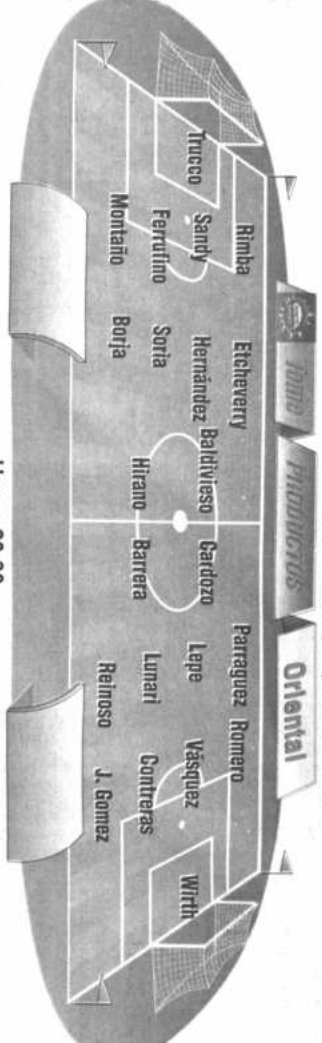 PRODUCTOS Oriental
Rimba Etcheverry Parraguez Romero
Trucco Sandy Hernández Baldivieso Cardozo Lepe Vásquez Wirth
Ferrufino Soria Hirano Barrera Lunari Contreras
Montaño Borja Reinoso J. Gomez